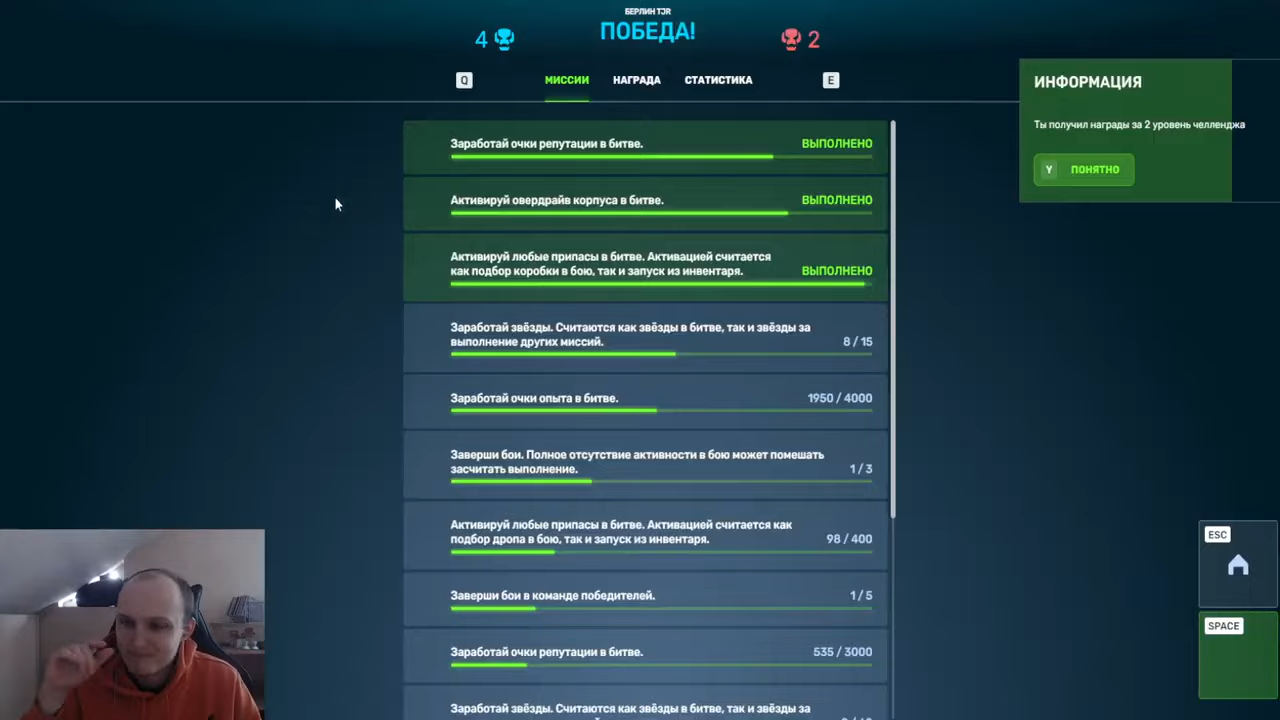 БЕРЛИН TJR
ПОБЕДА!
4
2
Q
МИССИИ
НАГРАДА
СТАТИСТИКА
E
ИНФОРМАЦИЯ
Ты получил награды за 2 уровень челленджа
Y ПОНЯТНО
Заработай очки репутации в битве.
ВЫПОЛНЕНО
Активируй овердрайв корпуса в битве.
ВЫПОЛНЕНО
Активируй любые припасы в битве. Активацией считается
как подбор коробки в бою, так и запуск из инвентаря.
ВЫПОЛНЕНО
Заработай звёзды. Считаются как звёзды в битве, так и звёзды за
выполнение других миссий.
8 / 15
Заработай очки опыта в битве.
1950 / 4000
Заверши бои. Полное отсутствие активности в бою может помешать
засчитать выполнение.
1 / 3
Активируй любые припасы в битве. Активацией считается как
подбор дропа в бою, так и запуск из инвентаря.
98 / 400
Заверши бои в команде победителей.
1 / 5
Заработай очки репутации в битве.
535 / 3000
Заработай звёзды. Считаются как звёзды в битве, так и звёзды за
ESC
SPACE